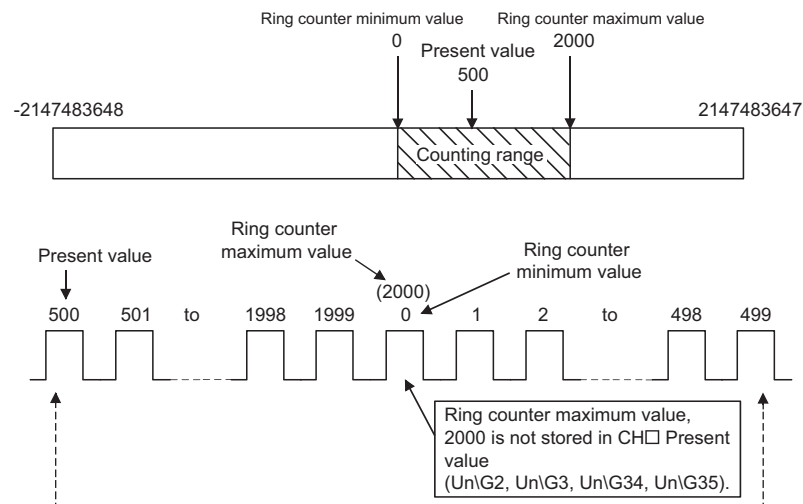 Ring counter minimum value
0
Ring counter maximum value
2000
Present value
500
-2147483648
2147483647
Counting range
Ring counter
maximum value
Ring counter
minimum value
Present value
(2000)
500 501 to 1998 1999 0 1 2 to 498 499
Ring counter maximum value,
2000 is not stored in CH□ Present
value
(Un\G2, Un\G3, Un\G34, Un\G35).